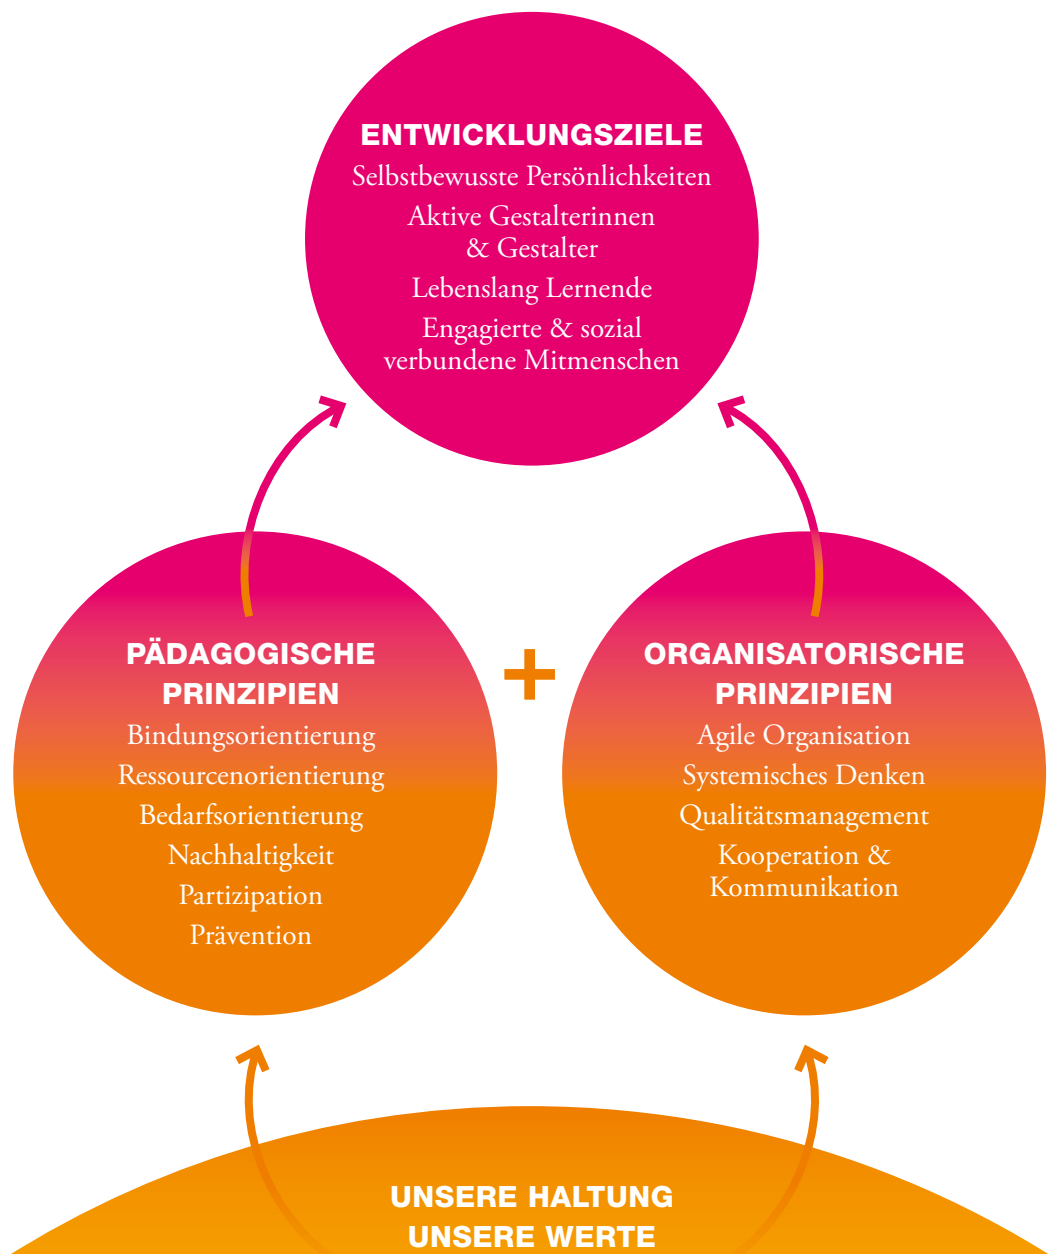 ENTWICKLUNGSZIELE
Selbstbewusste Persönlichkeiten
Aktive Gestalterinnen
& Gestalter
Lebenslang Lernende
Engagierte & sozial
verbundene Mitmenschen
PÄDAGOGISCHE
PRINZIPIEN
Bindungsorientierung
Ressourcenorientierung
Bedarfsorientierung
Nachhaltigkeit
Partizipation
Prävention
+
ORGANISATORISCHE
PRINZIPIEN
Agile Organisation
Systemisches Denken
Qualitätsmanagement
Kooperation &
Kommunikation
UNSERE HALTUNG
UNSERE WERTE